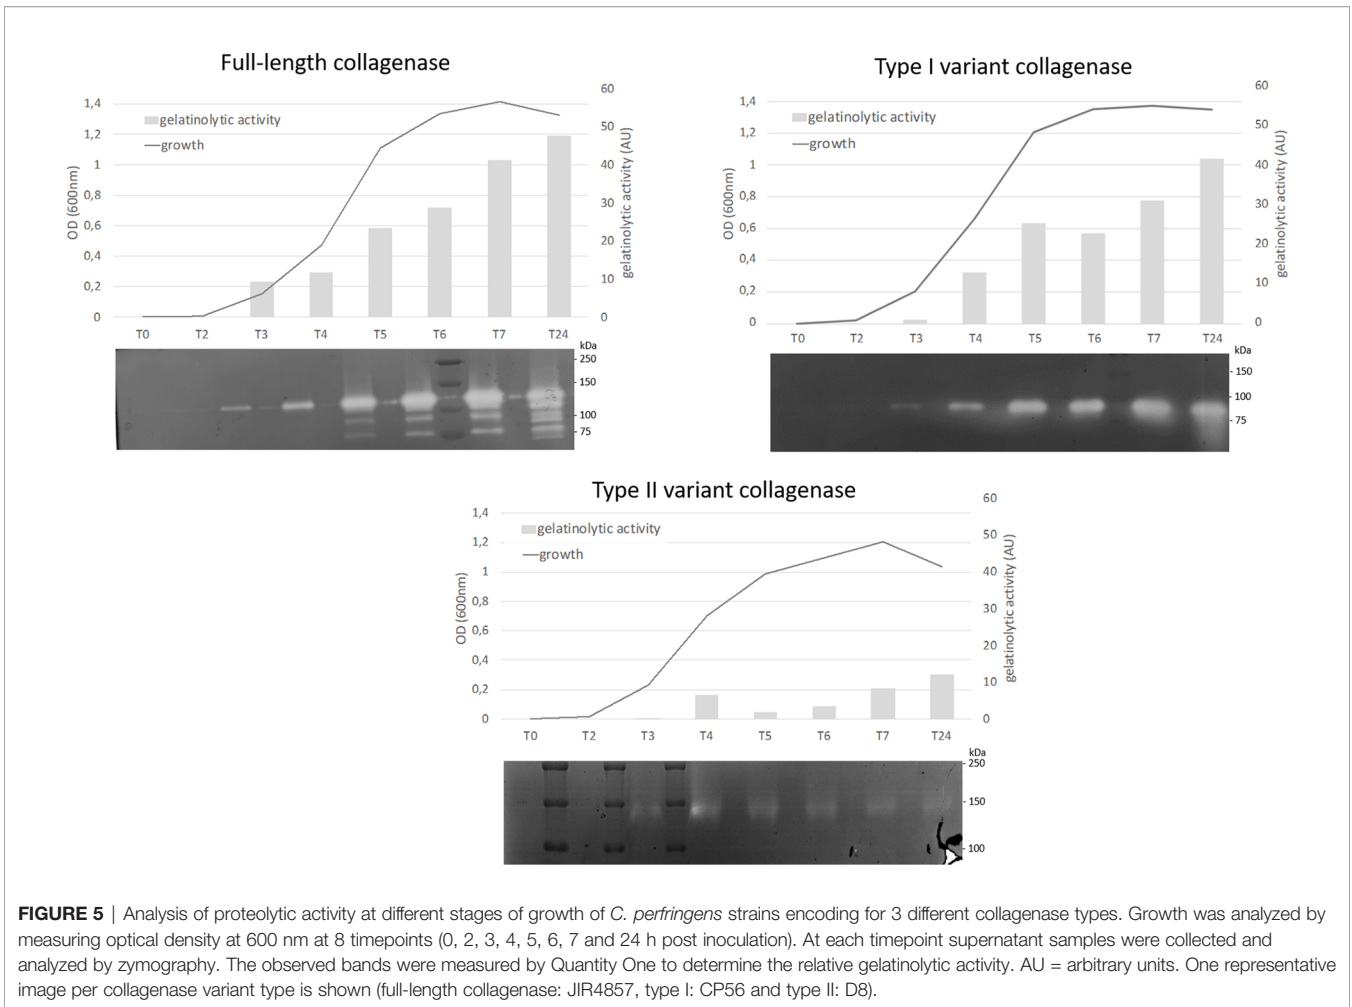 Full-length collagenase
60
1,4
gelatinolytic activity
50
1,2
growth
1
40
0,8
30
0,6
20
0,4
10
0,2
0
0
OD (600nm)
gelatinolytic activity (AU)
T0 T2 T3 T4 T5 T6 T7 T24
kDa
250
150
100
75
Type I variant collagenase
60
1,4
gelatinolytic activity
50
1,2
growth
1
40
0,8
30
0,6
20
0,4
10
0,2
0
0
OD (600nm)
gelatinolytic activity (AU)
T0 T2 T3 T4 T5 T6 T7 T24
kDa
150
100
75
Type II variant collagenase
60
1,4
gelatinolytic activity
50
1,2
growth
1
40
0,8
30
0,6
20
0,4
10
0,2
0
0
OD (600nm)
gelatinolytic activity (AU)
T0 T2 T3 T4 T5 T6 T7 T24
kDa
250
150
100
FIGURE 5 | Analysis of proteolytic activity at different stages of growth of C. perfringens strains encoding for 3 different collagenase types. Growth was analyzed by
measuring optical density at 600 nm at 8 timepoints (0, 2, 3, 4, 5, 6, 7 and 24 h post inoculation). At each timepoint supernatant samples were collected and
analyzed by zymography. The observed bands were measured by Quantity One to determine the relative gelatinolytic activity. AU = arbitrary units. One representative
image per collagenase variant type is shown (full-length collagenase: JIR4857, type I: CP56 and type II: D8).